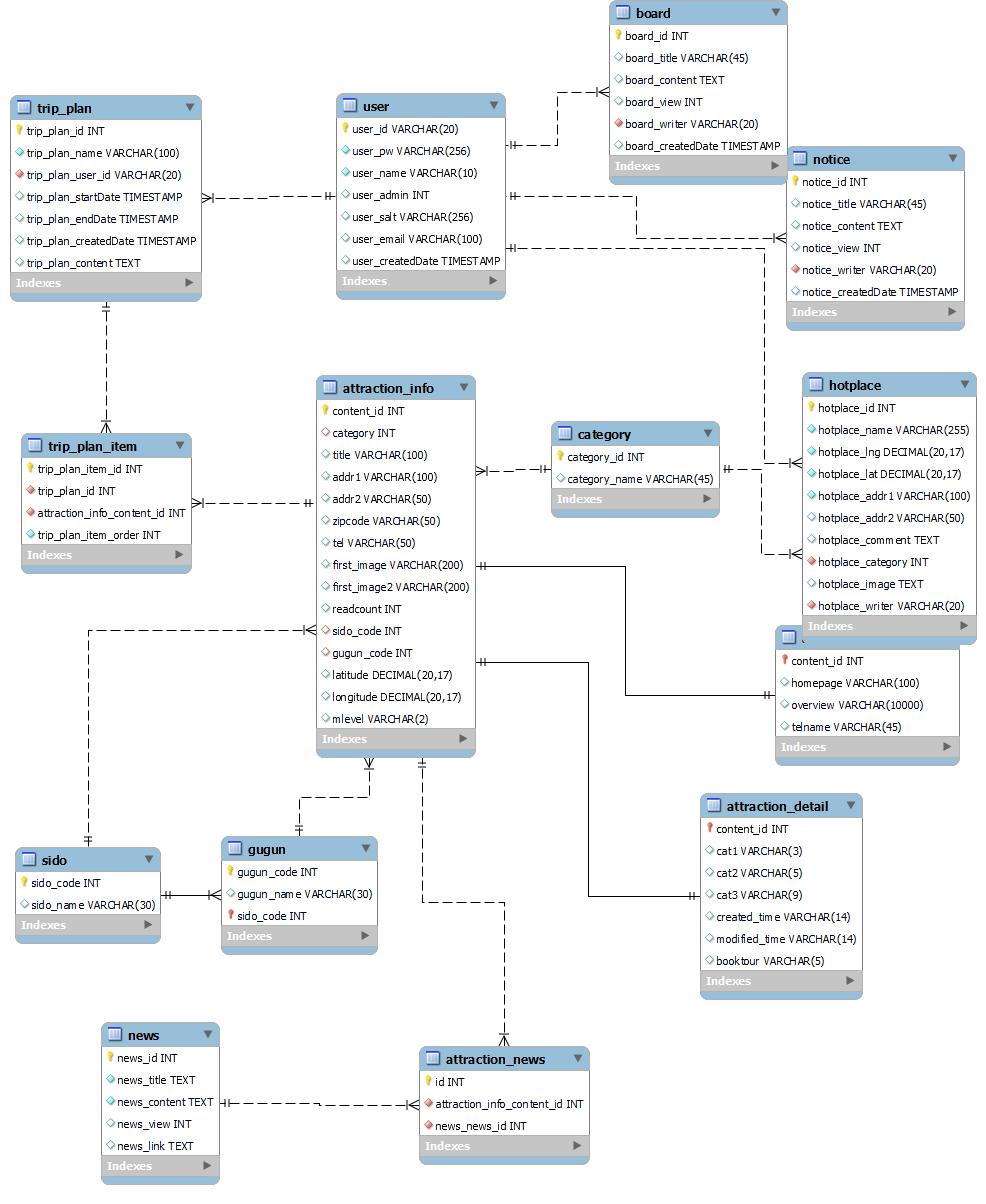 board
board_id INT
board_title VARCHAR(45)
board_content TEXT
board_view INT
board_writer VARCHAR(20)
board_createdDate TIMESTAMP
Indexes
trip_plan
trip_plan_id INT
trip_plan_name VARCHAR(100)
trip_plan_user_id VARCHAR(20)
trip_plan_startDate TIMESTAMP
trip_plan_endDate TIMESTAMP
trip_plan_createdDate TIMESTAMP
trip_plan_content TEXT
Indexes
user
user_id VARCHAR(20)
user_pw VARCHAR(256)
user_name VARCHAR(10)
user_admin INT
user_salt VARCHAR(256)
user_email VARCHAR(100)
user_createdDate TIMESTAMP
Indexes
notice
notice_id INT
notice_title VARCHAR(45)
notice_content TEXT
notice_view INT
notice_writer VARCHAR(20)
notice_createdDate TIMESTAMP
Indexes
attraction_info
content_id INT
category INT
title VARCHAR(100)
addr1 VARCHAR(100)
addr2 VARCHAR(50)
zipcode VARCHAR(50)
tel VARCHAR(50)
first_image VARCHAR(200)
first_image2 VARCHAR(200)
readcount INT
sido_code INT
gugun_code INT
latitude DECIMAL(20,17)
longitude DECIMAL(20,17)
mlevel VARCHAR(2)
Indexes
hotplace
hotplace_id INT
hotplace_name VARCHAR(255)
hotplace_lng DECIMAL(20,17)
hotplace_lat DECIMAL(20,17)
hotplace_addr1 VARCHAR(100)
hotplace_addr2 VARCHAR(50)
hotplace_comment TEXT
hotplace_category INT
hotplace_image TEXT
hotplace_writer VARCHAR(20)
Indexes
category
category_id INT
category_name VARCHAR(45)
Indexes
trip_plan_item
trip_plan_item_id INT
trip_plan_id INT
attraction_info_content_id INT
trip_plan_item_order INT
Indexes
content_id INT
homepage VARCHAR(100)
overview VARCHAR(10000)
telname VARCHAR(45)
Indexes
attraction_detail
content_id INT
cat1 VARCHAR(3)
cat2 VARCHAR(5)
cat3 VARCHAR(9)
created_time VARCHAR(14)
modified_time VARCHAR(14)
booktour VARCHAR(5)
Indexes
sido
sido_code INT
sido_name VARCHAR(30)
Indexes
gugun
gugun_code INT
gugun_name VARCHAR(30)
sido_code INT
Indexes
news
news_id INT
news_title TEXT
news_content TEXT
news_view INT
news_link TEXT
Indexes
attraction_news
id INT
attraction_info_content_id INT
news_news_id INT
Indexes